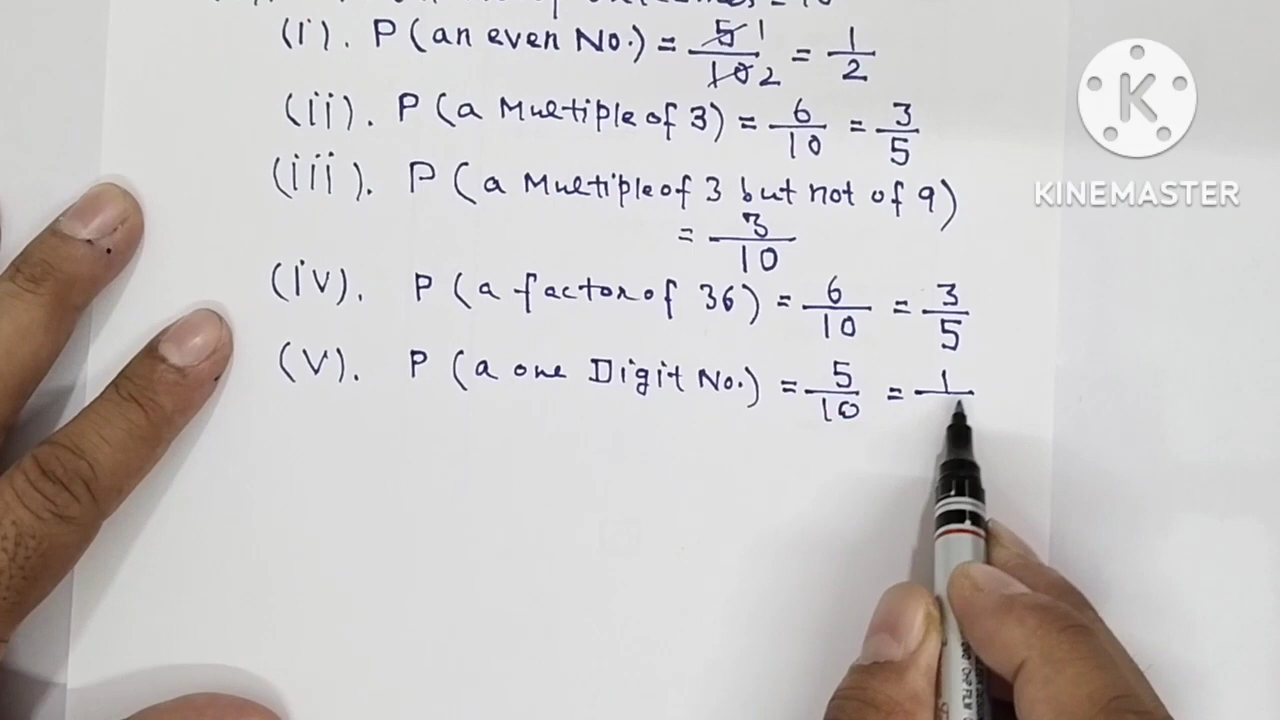 (i). P (an even No.) = 5 1 / 10 2 = 1/2
(ii). P (a Multiple of 3) = 6/10 = 3/5
(iii). P (a Multiple of 3 but not of 9)
= 3/10
(iv). P (a factor of 36) = 6/10 = 3/5
(v). P (a one Digit No.) = 5/10 = 1/
K
KINEMASTER